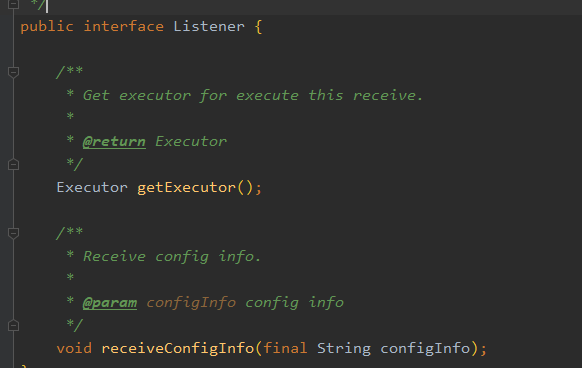 */
public interface Listener {
/**
* Get executor for execute this receive.
*
* @return Executor
*/
Executor getExecutor();
/**
* Receive config info.
*
* @param configInfo config info
*/
void receiveConfigInfo(final String configInfo);
}